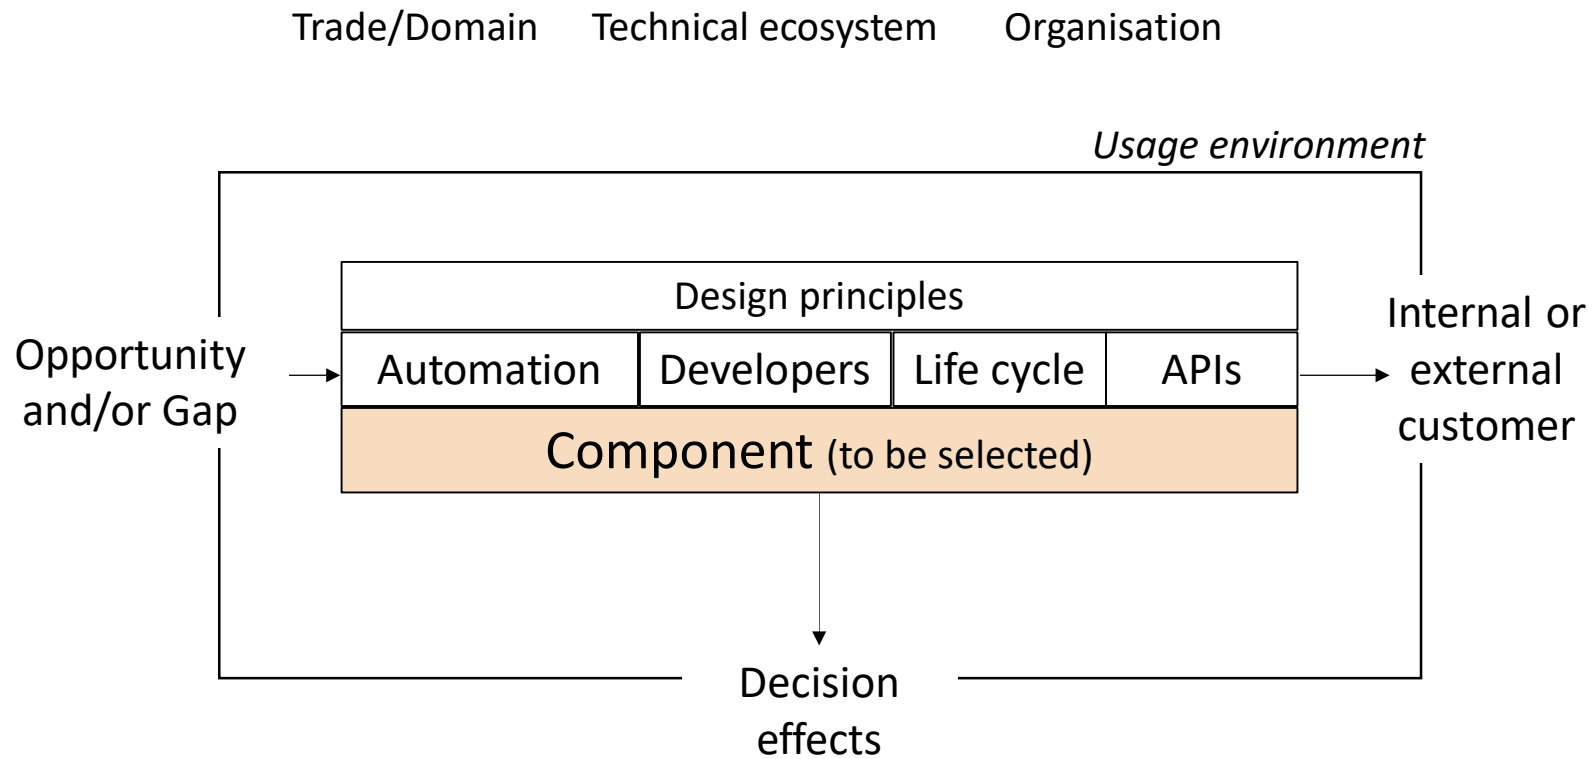 Trade/Domain Technical ecosystem Organisation
Usage environment
Design principles
Opportunity
and/or Gap
Automation Developers Life cycle APIs
Internal or
external
customer
Component (to be selected)
Decision
effects